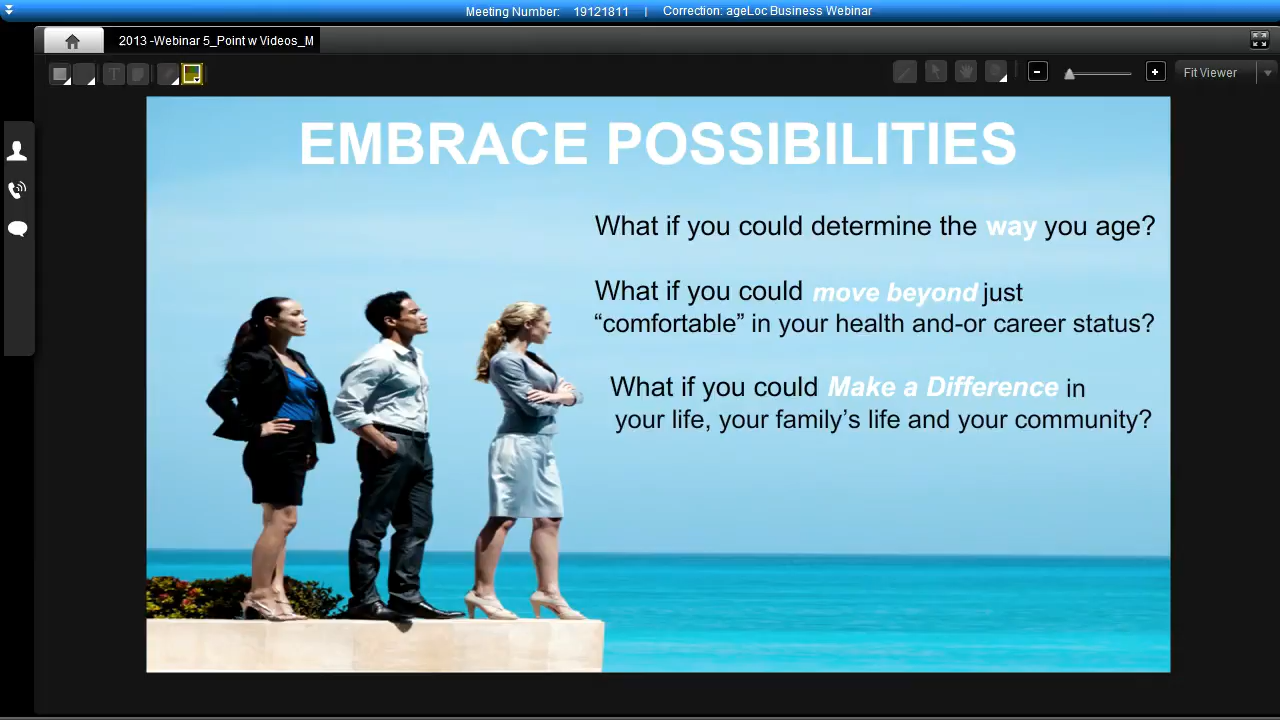 Meeting Number: 19121811 | Correction: ageLoc Business Webinar
2013 -Webinar 5_Point w Videos_M
T
Fit Viewer
EMBRACE POSSIBILITIES
What if you could determine the way you age?
What if you could move beyond just
“comfortable” in your health and-or career status?
What if you could Make a Difference in
your life, your family’s life and your community?